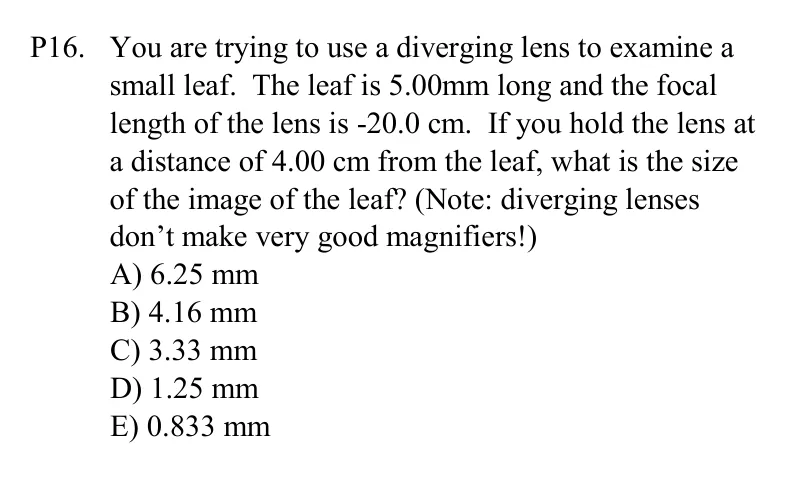 P16. You are trying to use a diverging lens to examine a
small leaf. The leaf is 5.00mm long and the focal
length of the lens is -20.0 cm. If you hold the lens at
a distance of 4.00 cm from the leaf, what is the size
of the image of the leaf? (Note: diverging lenses
don’t make very good magnifiers!)
A) 6.25 mm
B) 4.16 mm
C) 3.33 mm
D) 1.25 mm
E) 0.833 mm